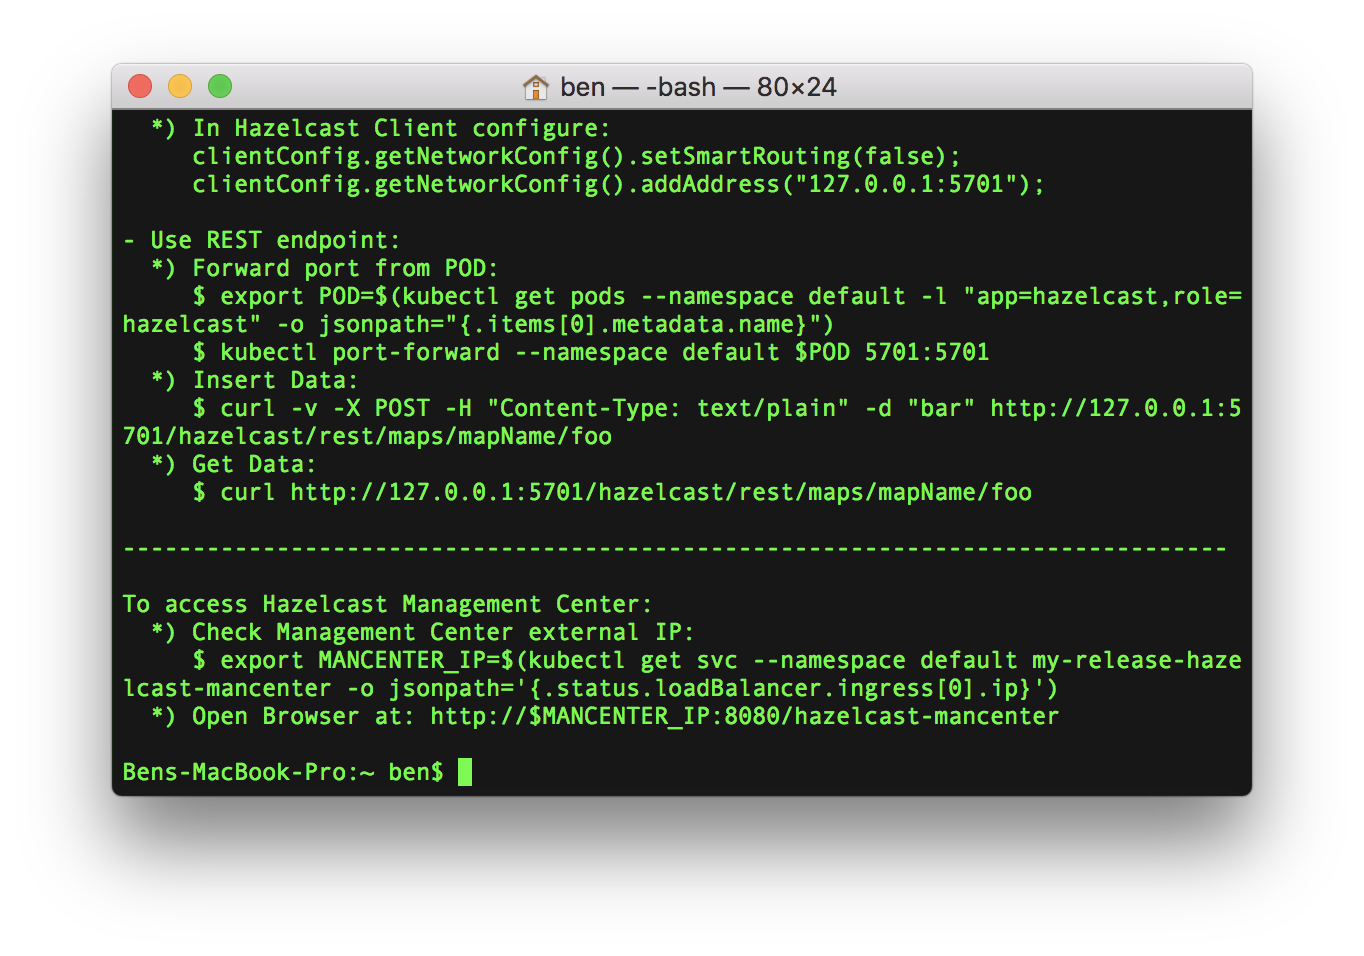 ben — -bash — 80×24
*) In Hazelcast Client configure:
clientConfig.getNetworkConfig().setSmartRouting(false);
clientConfig.getNetworkConfig().addAddress("127.0.0.1:5701");
- Use REST endpoint:
*) Forward port from POD:
$ export POD=$(kubectl get pods --namespace default -l "app=hazelcast,role=
hazelcast" -o jsonpath="{.items[0].metadata.name}")
$ kubectl port-forward --namespace default $POD 5701:5701
*) Insert Data:
$ curl -v -X POST -H "Content-Type: text/plain" -d "bar" http://127.0.0.1:5
701/hazelcast/rest/maps/mapName/foo
*) Get Data:
$ curl http://127.0.0.1:5701/hazelcast/rest/maps/mapName/foo
-------------------------------------------------------------------------------
To access Hazelcast Management Center:
*) Check Management Center external IP:
$ export MANCENTER_IP=$(kubectl get svc --namespace default my-release-haze
lcast-mancenter -o jsonpath='{.status.loadBalancer.ingress[0].ip}')
*) Open Browser at: http://$MANCENTER_IP:8080/hazelcast-mancenter
Bens-MacBook-Pro:~ ben$